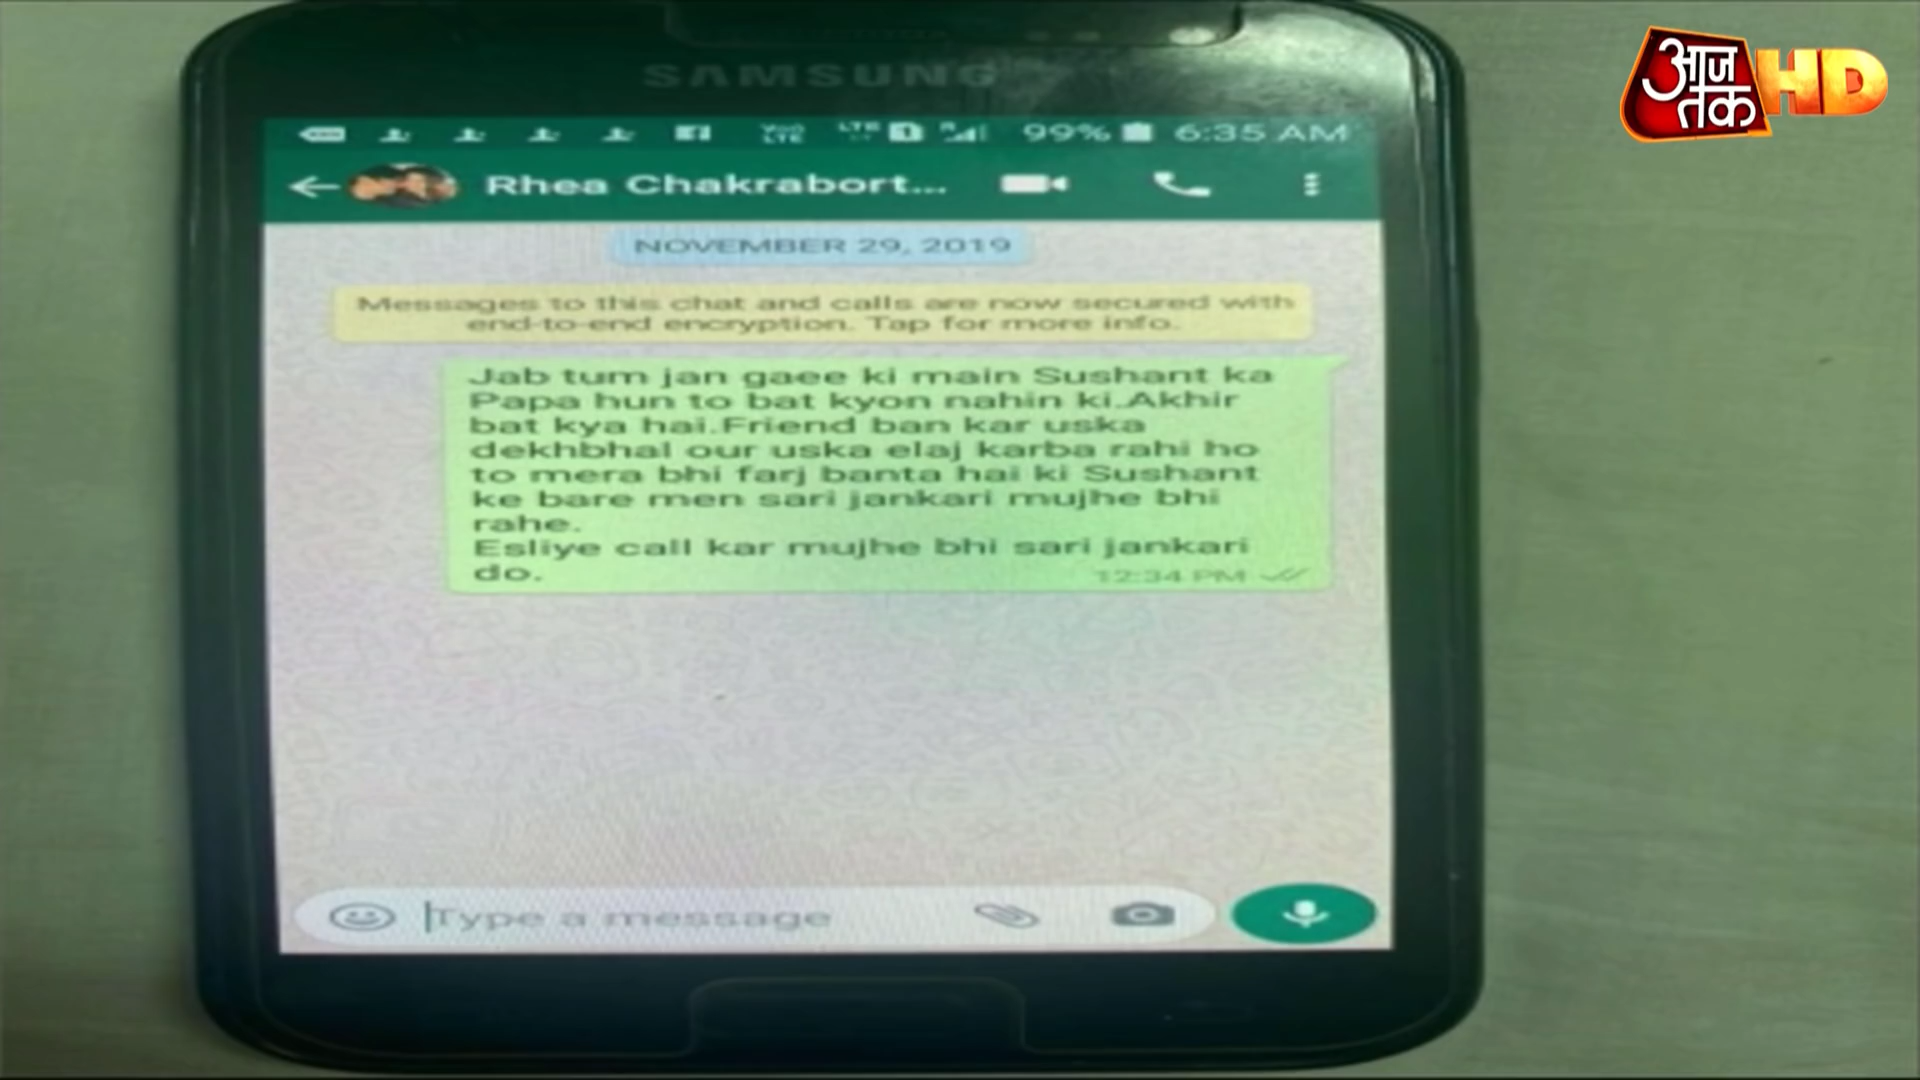 आज तक HD
SAMSUNG
99% 6:35 AM
Rhea Chakrabort...
NOVEMBER 29, 2019
Messages to this chat and calls are now secured with
end-to-end encryption. Tap for more info.
Jab tum jan gaee ki main Sushant ka
Papa hun to bat kyon nahin ki.Akhir
bat kya hai.Friend ban kar uska
dekhbhal our uska elaj karba rahi ho
to mera bhi farj banta hai ki Sushant
ke bare men sari jankari mujhe bhi
rahe.
Esliye call kar mujhe bhi sari jankari
do.
12:34 PM
Type a message